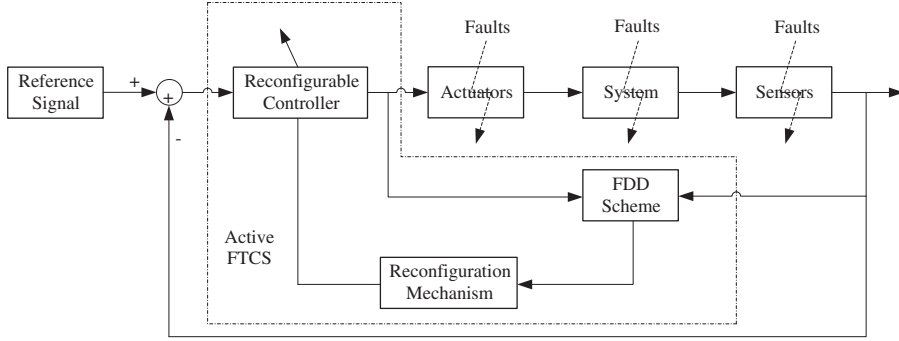 Faults
Faults
Faults
Reference
Signal
+
+
-
Reconfigurable
Controller
Actuators
System
Sensors
FDD
Scheme
Active
FTCS
Reconfiguration
Mechanism